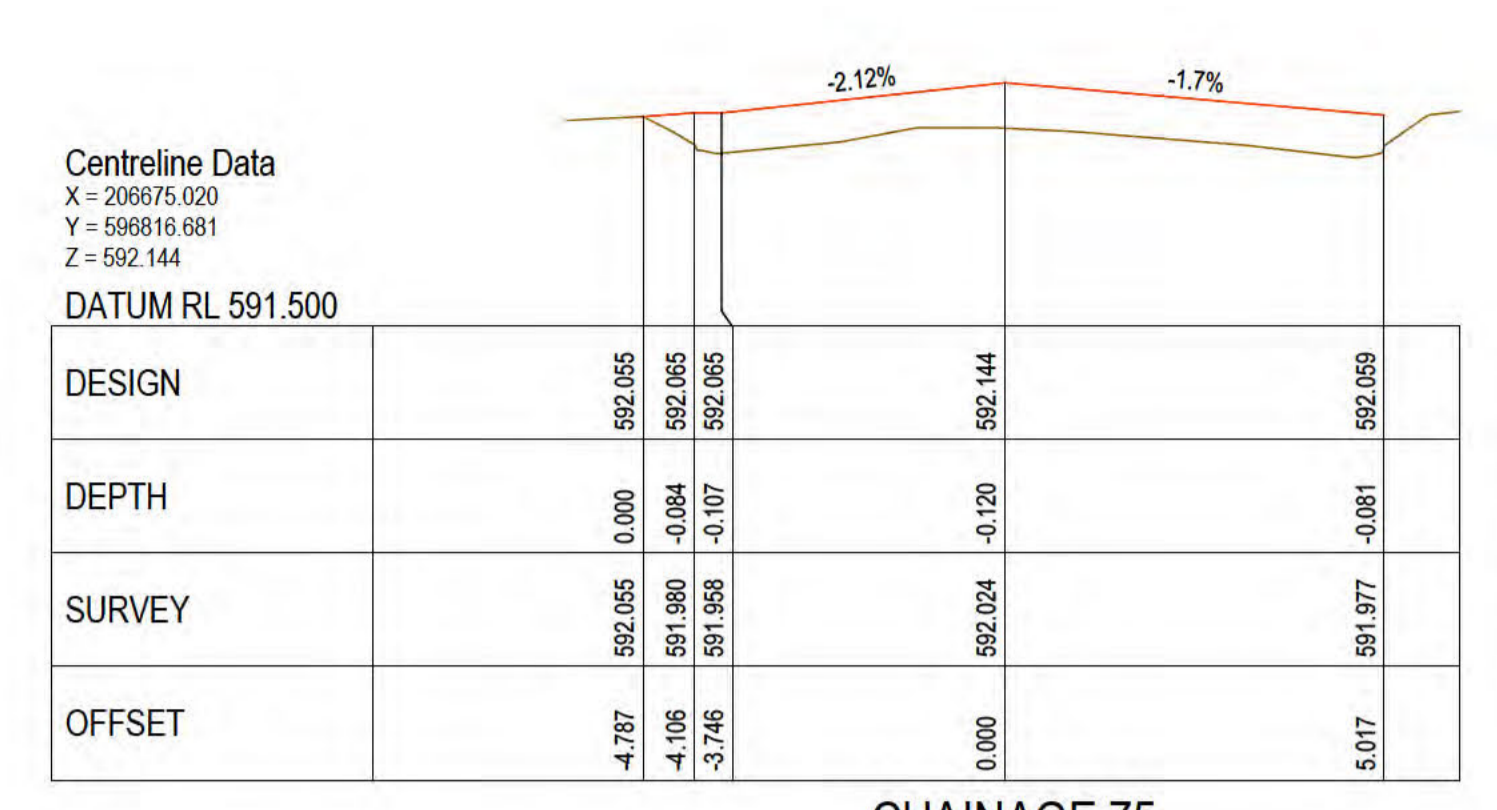 -2.12% -1.7%
Centreline Data
X = 206675.020
Y = 596816.681
Z = 592.144
DATUM RL 591.500
DESIGN 592.055 592.065 592.065 592.144 592.059
DEPTH 0.000 -0.084 -0.107 -0.120 -0.081
SURVEY 592.055 591.980 591.958 592.024 591.977
OFFSET -4.787 -4.106 -3.746 0.000 5.017
CHAINAGE 75